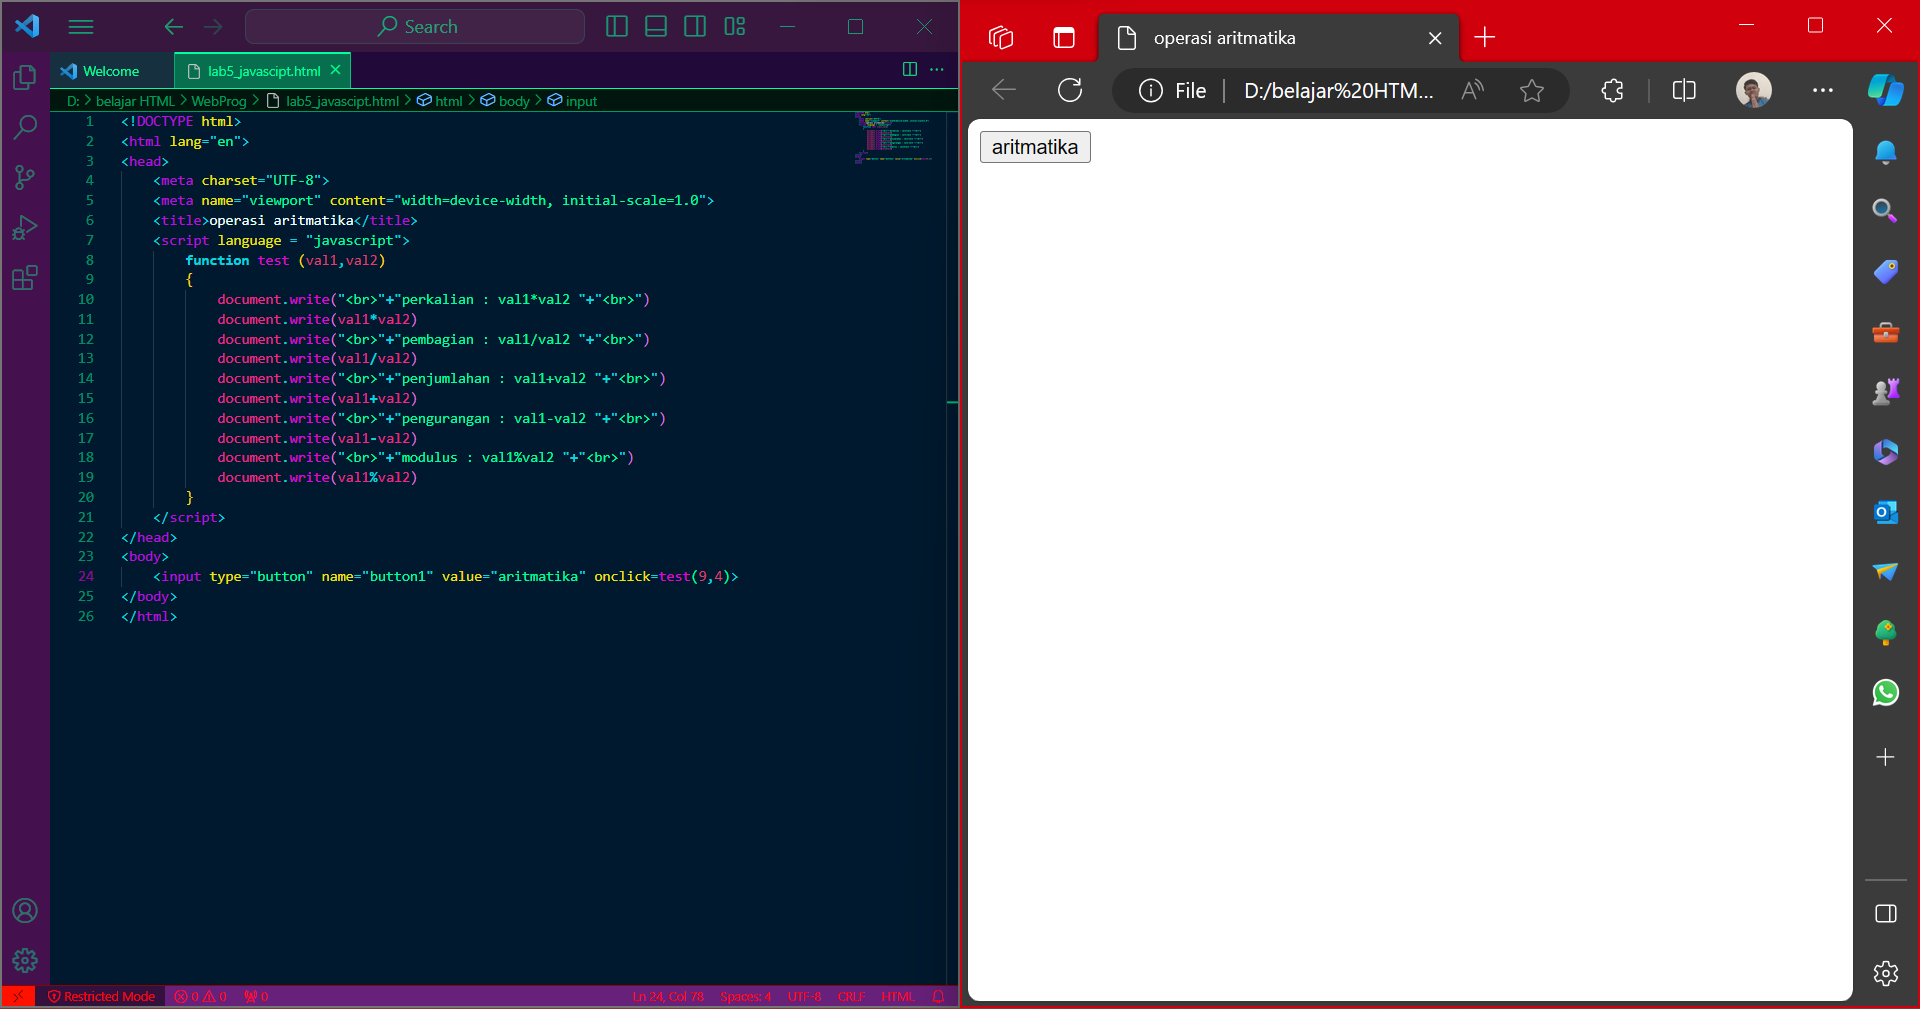 Search
Welcome
lab5_javascipt.html
D: > belajar HTML > WebProg > lab5_javascipt.html > html > body > input
1 <!DOCTYPE html>
2 <html lang="en">
3 <head>
4 <meta charset="UTF-8">
5 <meta name="viewport" content="width=device-width, initial-scale=1.0">
6 <title>operasi aritmatika</title>
7 <script language = "javascript">
8 function test (val1,val2)
9 {
10 document.write("<br>"+"perkalian : val1*val2 "+"<br>")
11 document.write(val1*val2)
12 document.write("<br>"+"pembagian : val1/val2 "+"<br>")
13 document.write(val1/val2)
14 document.write("<br>"+"penjumlahan : val1+val2 "+"<br>")
15 document.write(val1+val2)
16 document.write("<br>"+"pengurangan : val1-val2 "+"<br>")
17 document.write(val1-val2)
18 document.write("<br>"+"modulus : val1%val2 "+"<br>")
19 document.write(val1%val2)
20 }
21 </script>
22 </head>
23 <body>
24 <input type="button" name="button1" value="aritmatika" onclick=test(9,4)>
25 </body>
26 </html>
Restricted Mode 0 0 0 Ln 24, Col 78 Spaces: 4 UTF-8 CRLF HTML
operasi aritmatika
File | D:/belajar%20HTM...
aritmatika